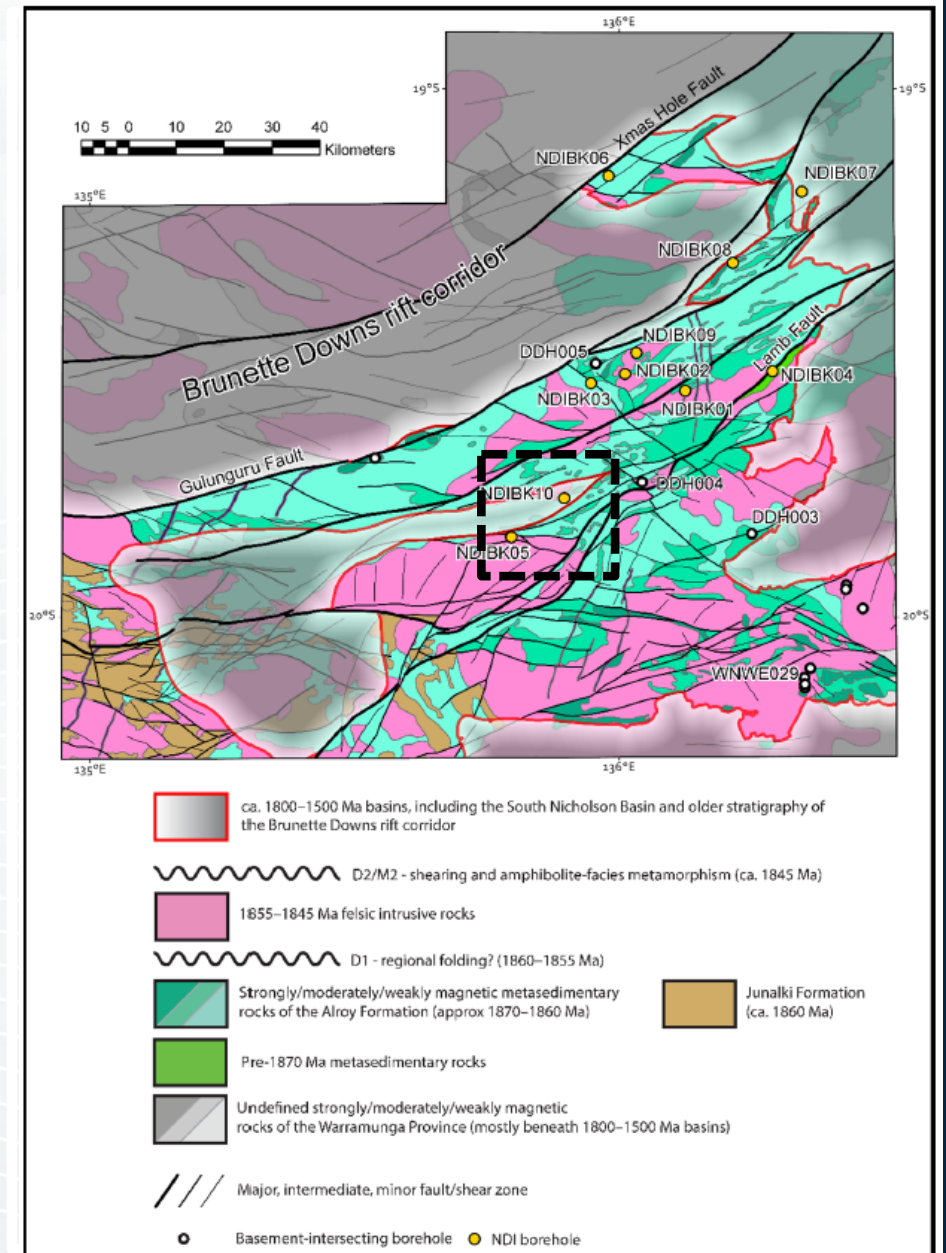 136°E
19°S
19°S
10 5 0 10 20 30 40
Kilometers
Xmas Hole Fault
NDIBK06
NDIBK07
135°E
NDIBK08
Brunette Downs rift corridor
NDIBK09
DDH005
Lamb Fault
NDIBK02
NDIBK04
NDIBK03
NDIBK01
Gulunguru Fault
DDH004
NDIBK10
DDH003
NDIBK05
20°S
20°S
WNWE029
135°E
136°E
ca. 1800–1500 Ma basins, including the South Nicholson Basin and older stratigraphy of
the Brunette Downs rift corridor
D2/M2 - shearing and amphibolite-facies metamorphism (ca. 1845 Ma)
1855–1845 Ma felsic intrusive rocks
D1 - regional folding? (1860–1855 Ma)
Strongly/moderately/weakly magnetic metasedimentary
rocks of the Alroy Formation (approx 1870–1860 Ma)
Junalki Formation
(ca. 1860 Ma)
Pre-1870 Ma metasedimentary rocks
Undefined strongly/moderately/weakly magnetic
rocks of the Warramunga Province (mostly beneath 1800–1500 Ma basins)
Major, intermediate, minor fault/shear zone
Basement-intersecting borehole
NDI borehole